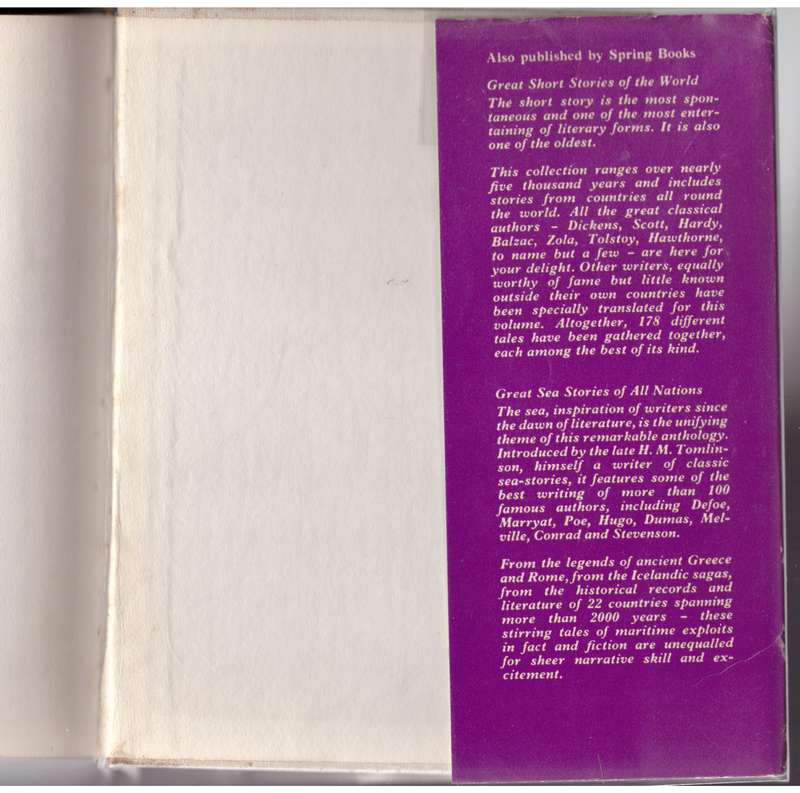 Also published by Spring Books
Great Short Stories of the World
The short story is the most spon-
taneous and one of the most enter-
taining of literary forms. It is also
one of the oldest.
This collection ranges over nearly
five thousand years and includes
stories from countries all round
the world. All the great classical
authors – Dickens, Scott, Hardy,
Balzac, Zola, Tolstoy, Hawthorne,
to name but a few – are here for
your delight. Other writers, equally
worthy of fame but little known
outside their own countries have
been specially translated for this
volume. Altogether, 178 different
tales have been gathered together,
each among the best of its kind.
Great Sea Stories of All Nations
The sea, inspiration of writers since
the dawn of literature, is the unifying
theme of this remarkable anthology.
Introduced by the late H. M. Tomlin-
son, himself a writer of classic
sea-stories, it features some of the
best writing of more than 100
famous authors, including Defoe,
Marryat, Poe, Hugo, Dumas, Mel-
ville, Conrad and Stevenson.
From the legends of ancient Greece
and Rome, from the Icelandic sagas,
from the historical records and
literature of 22 countries spanning
more than 2000 years – these
stirring tales of maritime exploits
in fact and fiction are unequalled
for sheer narrative skill and ex-
citement.